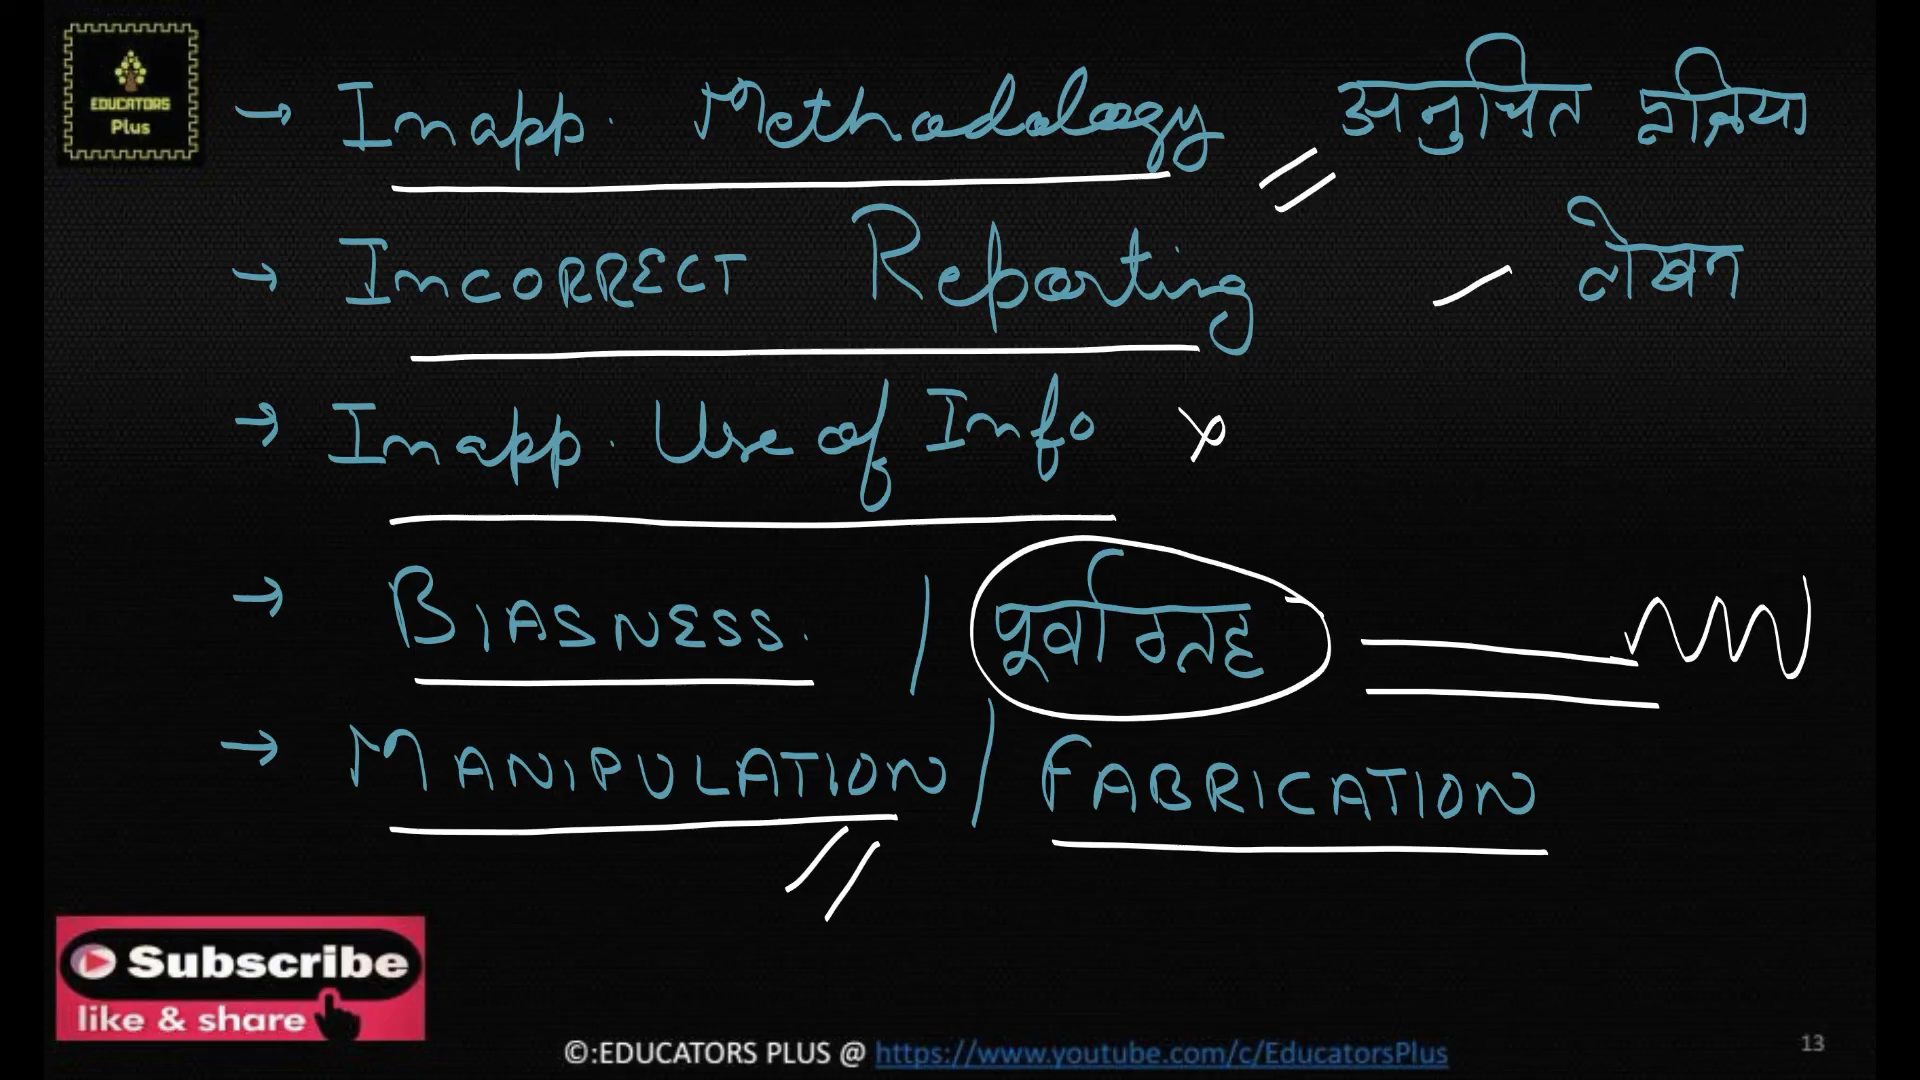 EDUCATORS
Plus
→ Inapp. Methodology अनुचित
→ INCORRECT Reporting लेखन
→ Inapp. Use of Info
→ BIASNESS. / पूर्वाग्रह
→ MANIPULATION / FABRICATION
Subscribe
like & share
©:EDUCATORS PLUS @ https://www.youtube.com/c/EducatorsPlus
13